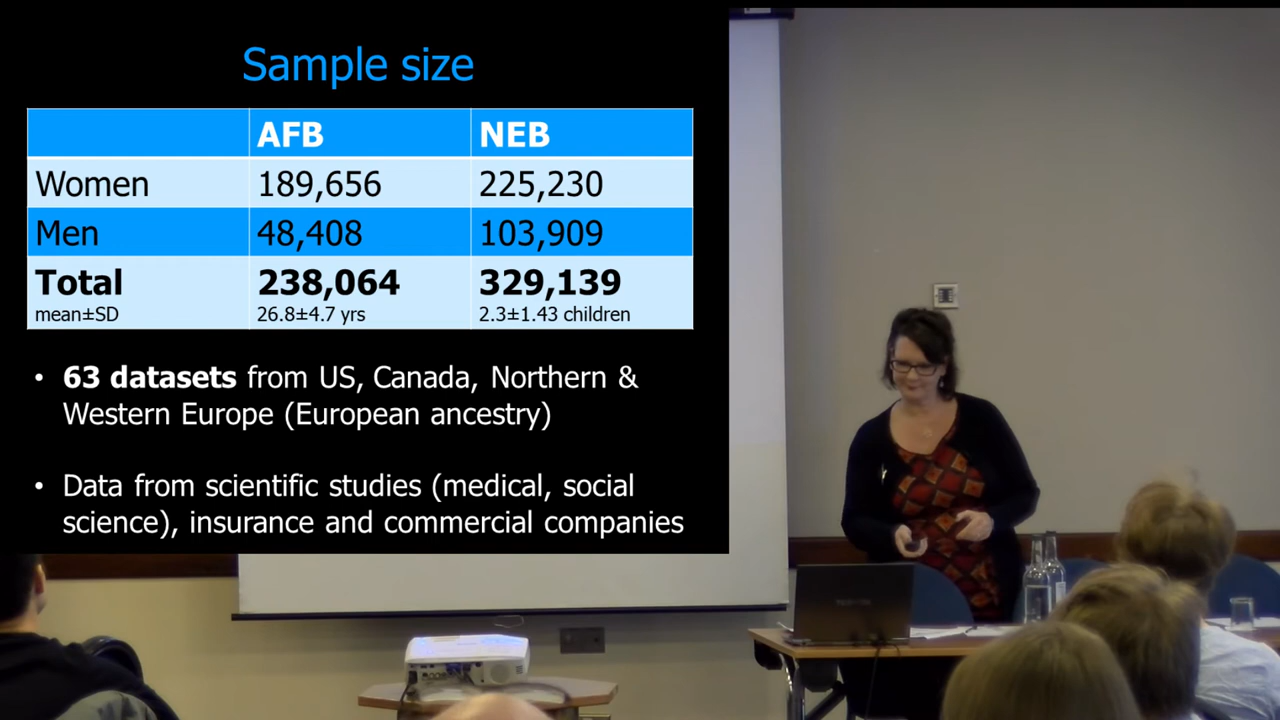 Sample size
AFB NEB
Women 189,656 225,230
Men 48,408 103,909
Total 238,064 329,139
mean±SD 26.8±4.7 yrs 2.3±1.43 children
• 63 datasets from US, Canada, Northern &
Western Europe (European ancestry)
• Data from scientific studies (medical, social
science), insurance and commercial companies